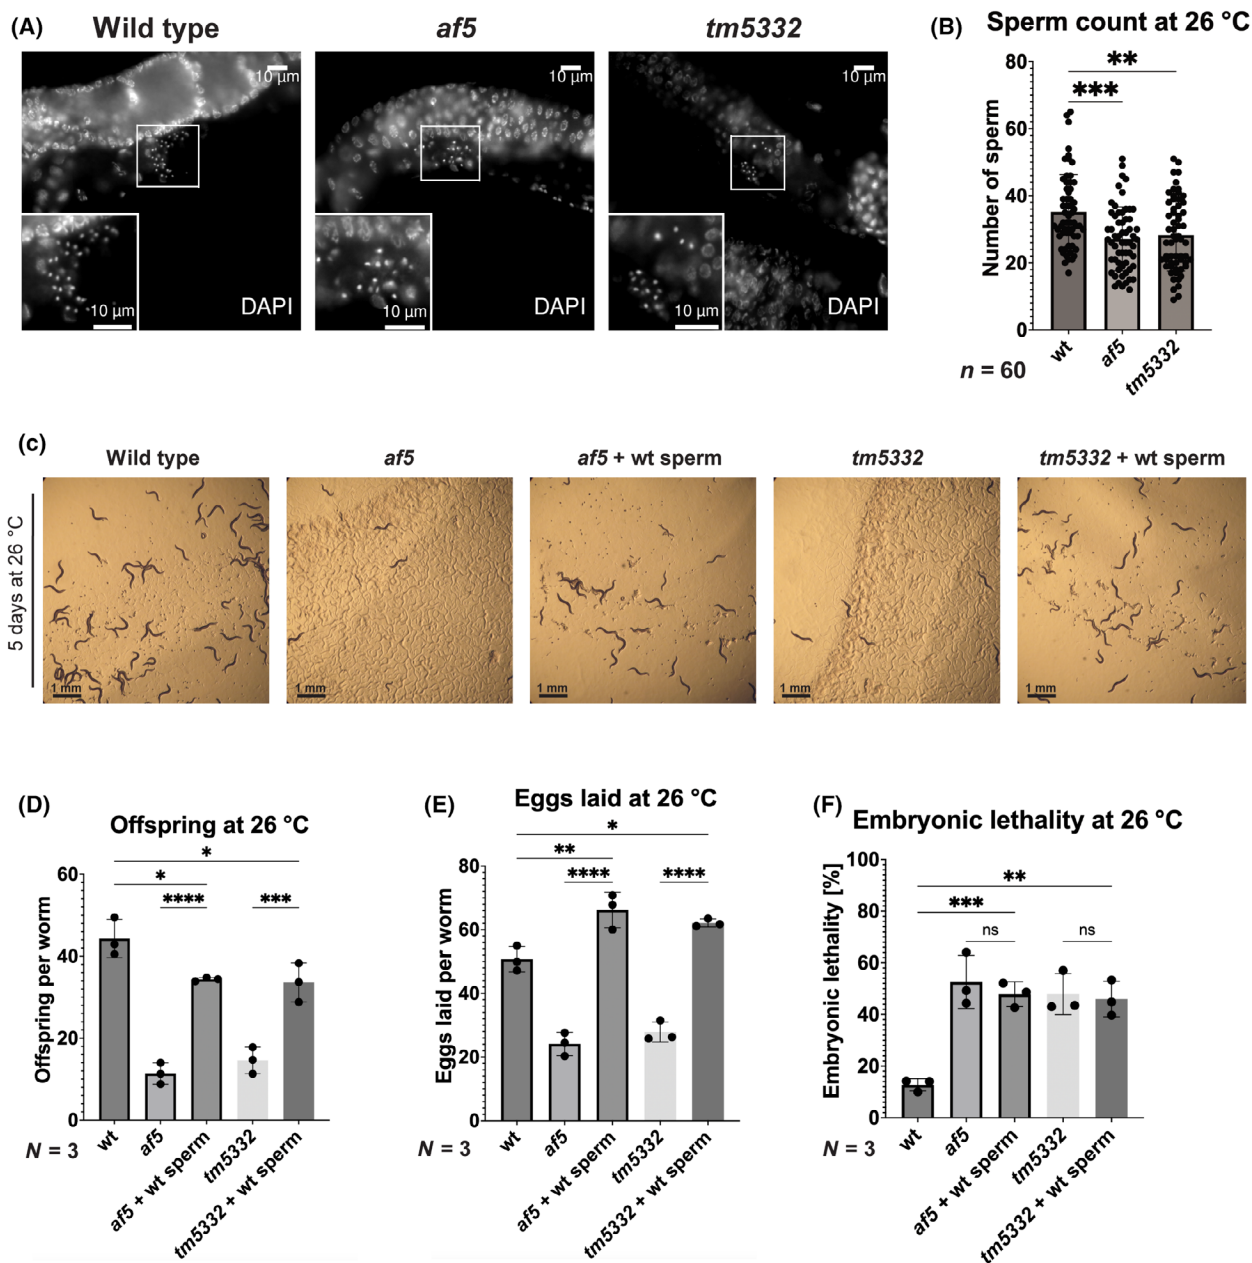 (A)
Wild type
af5
tm5332
10 µm
10 µm
10 µm
10 µm
DAPI
10 µm
DAPI
10 µm
DAPI
(B)
Sperm count at 26 °C
**
***
Number of sperm
80
60
40
20
0
wt
af5
tm5332
n = 60
(c)
Wild type
af5
af5 + wt sperm
tm5332
tm5332 + wt sperm
5 days at 26 °C
1 mm
1 mm
1 mm
1 mm
1 mm
(D)
Offspring at 26 °C
*
*
****
***
Offspring per worm
60
40
20
0
wt
af5
af5 + wt sperm
tm5332
tm5332 + wt sperm
N = 3
(E)
Eggs laid at 26 °C
*
**
****
****
Eggs laid per worm
80
60
40
20
0
wt
af5
af5 + wt sperm
tm5332
tm5332 + wt sperm
N = 3
(F)
Embryonic lethality at 26 °C
**
***
ns
ns
Embryonic lethality [%]
100
80
60
40
20
0
wt
af5
af5 + wt sperm
tm5332
tm5332 + wt sperm
N = 3